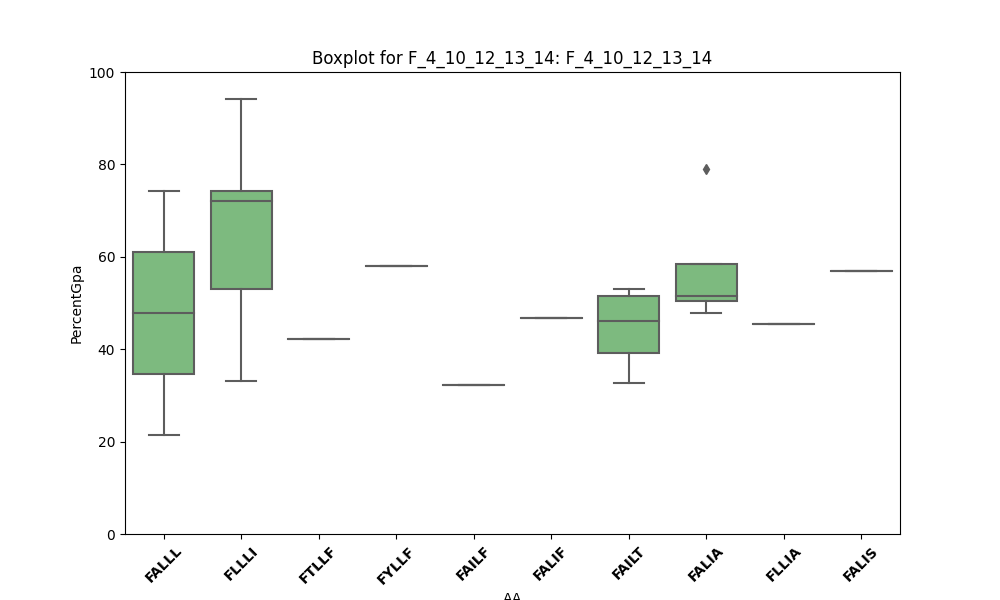 Boxplot for F_4_10_12_13_14: F_4_10_12_13_14
100
80
60
40
20
0
PercentGpa
FALLL
FLLLI
FTLLF
FYLLF
FAILF
FALIF
FAILT
FALIA
FLLIA
FALIS
AA